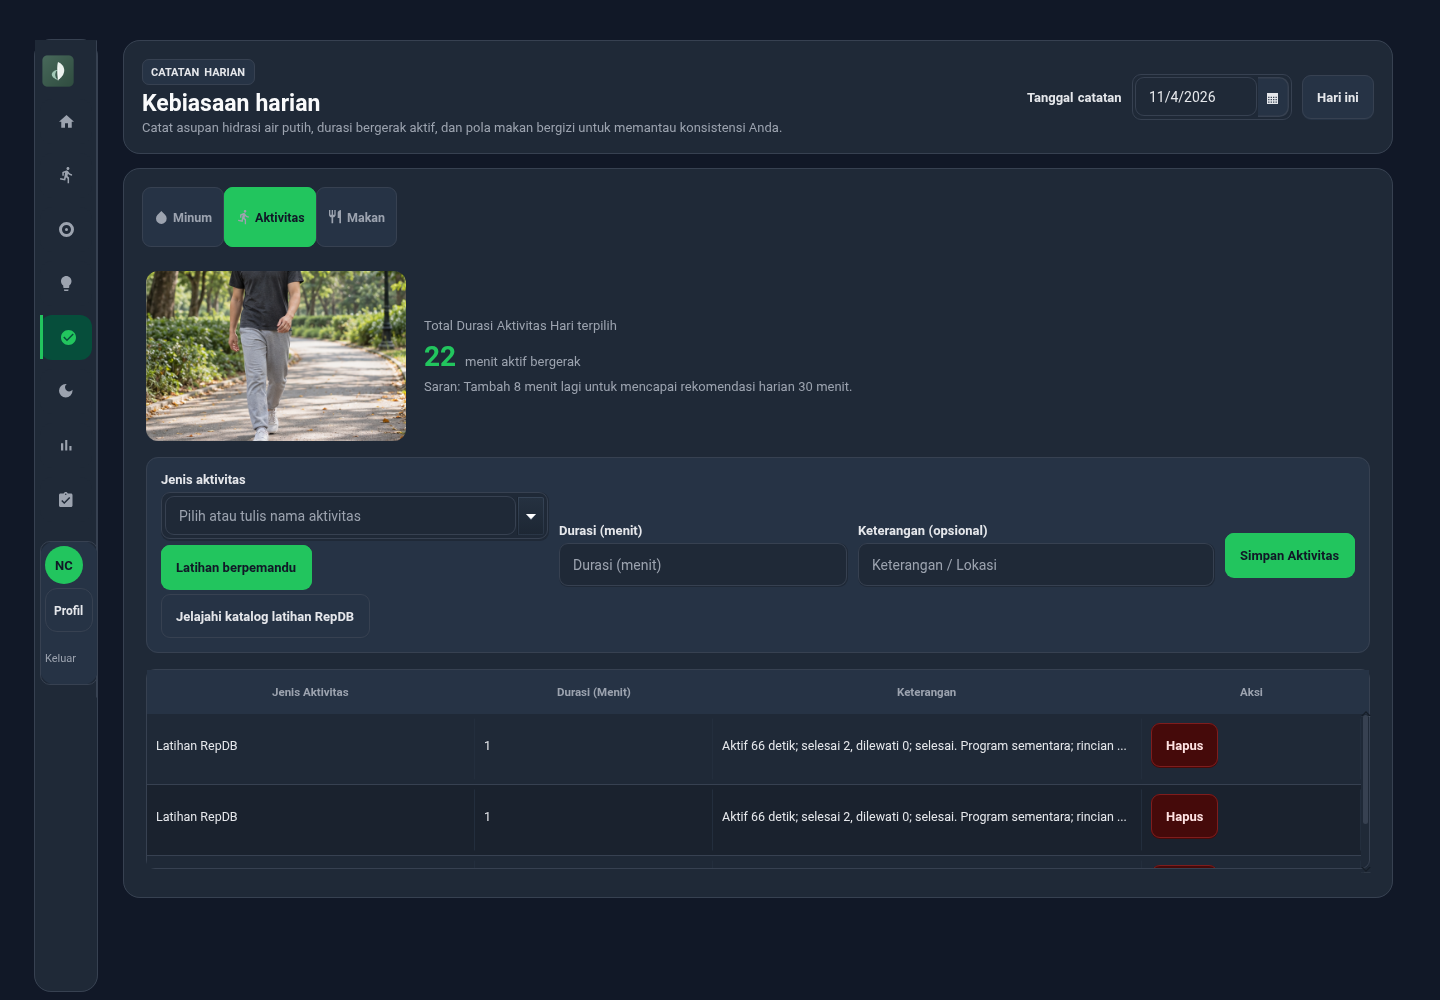 CATATAN HARIAN
Kebiasaan harian
Catat asupan hidrasi air putih, durasi bergerak aktif, dan pola makan bergizi untuk memantau konsistensi Anda.
Tanggal catatan
11/4/2026
Hari ini
Minum
Aktivitas
Makan
Total Durasi Aktivitas Hari terpilih
22 menit aktif bergerak
Saran: Tambah 8 menit lagi untuk mencapai rekomendasi harian 30 menit.
Jenis aktivitas
Pilih atau tulis nama aktivitas
Latihan berpemandu
Jelajahi katalog latihan RepDB
Durasi (menit)
Durasi (menit)
Keterangan (opsional)
Keterangan / Lokasi
Simpan Aktivitas
NC
Profil
Keluar
Jenis Aktivitas Durasi (Menit) Keterangan Aksi
Latihan RepDB 1 Aktif 66 detik; selesai 2, dilewati 0; selesai. Program sementara; rincian ... Hapus
Latihan RepDB 1 Aktif 66 detik; selesai 2, dilewati 0; selesai. Program sementara; rincian ... Hapus